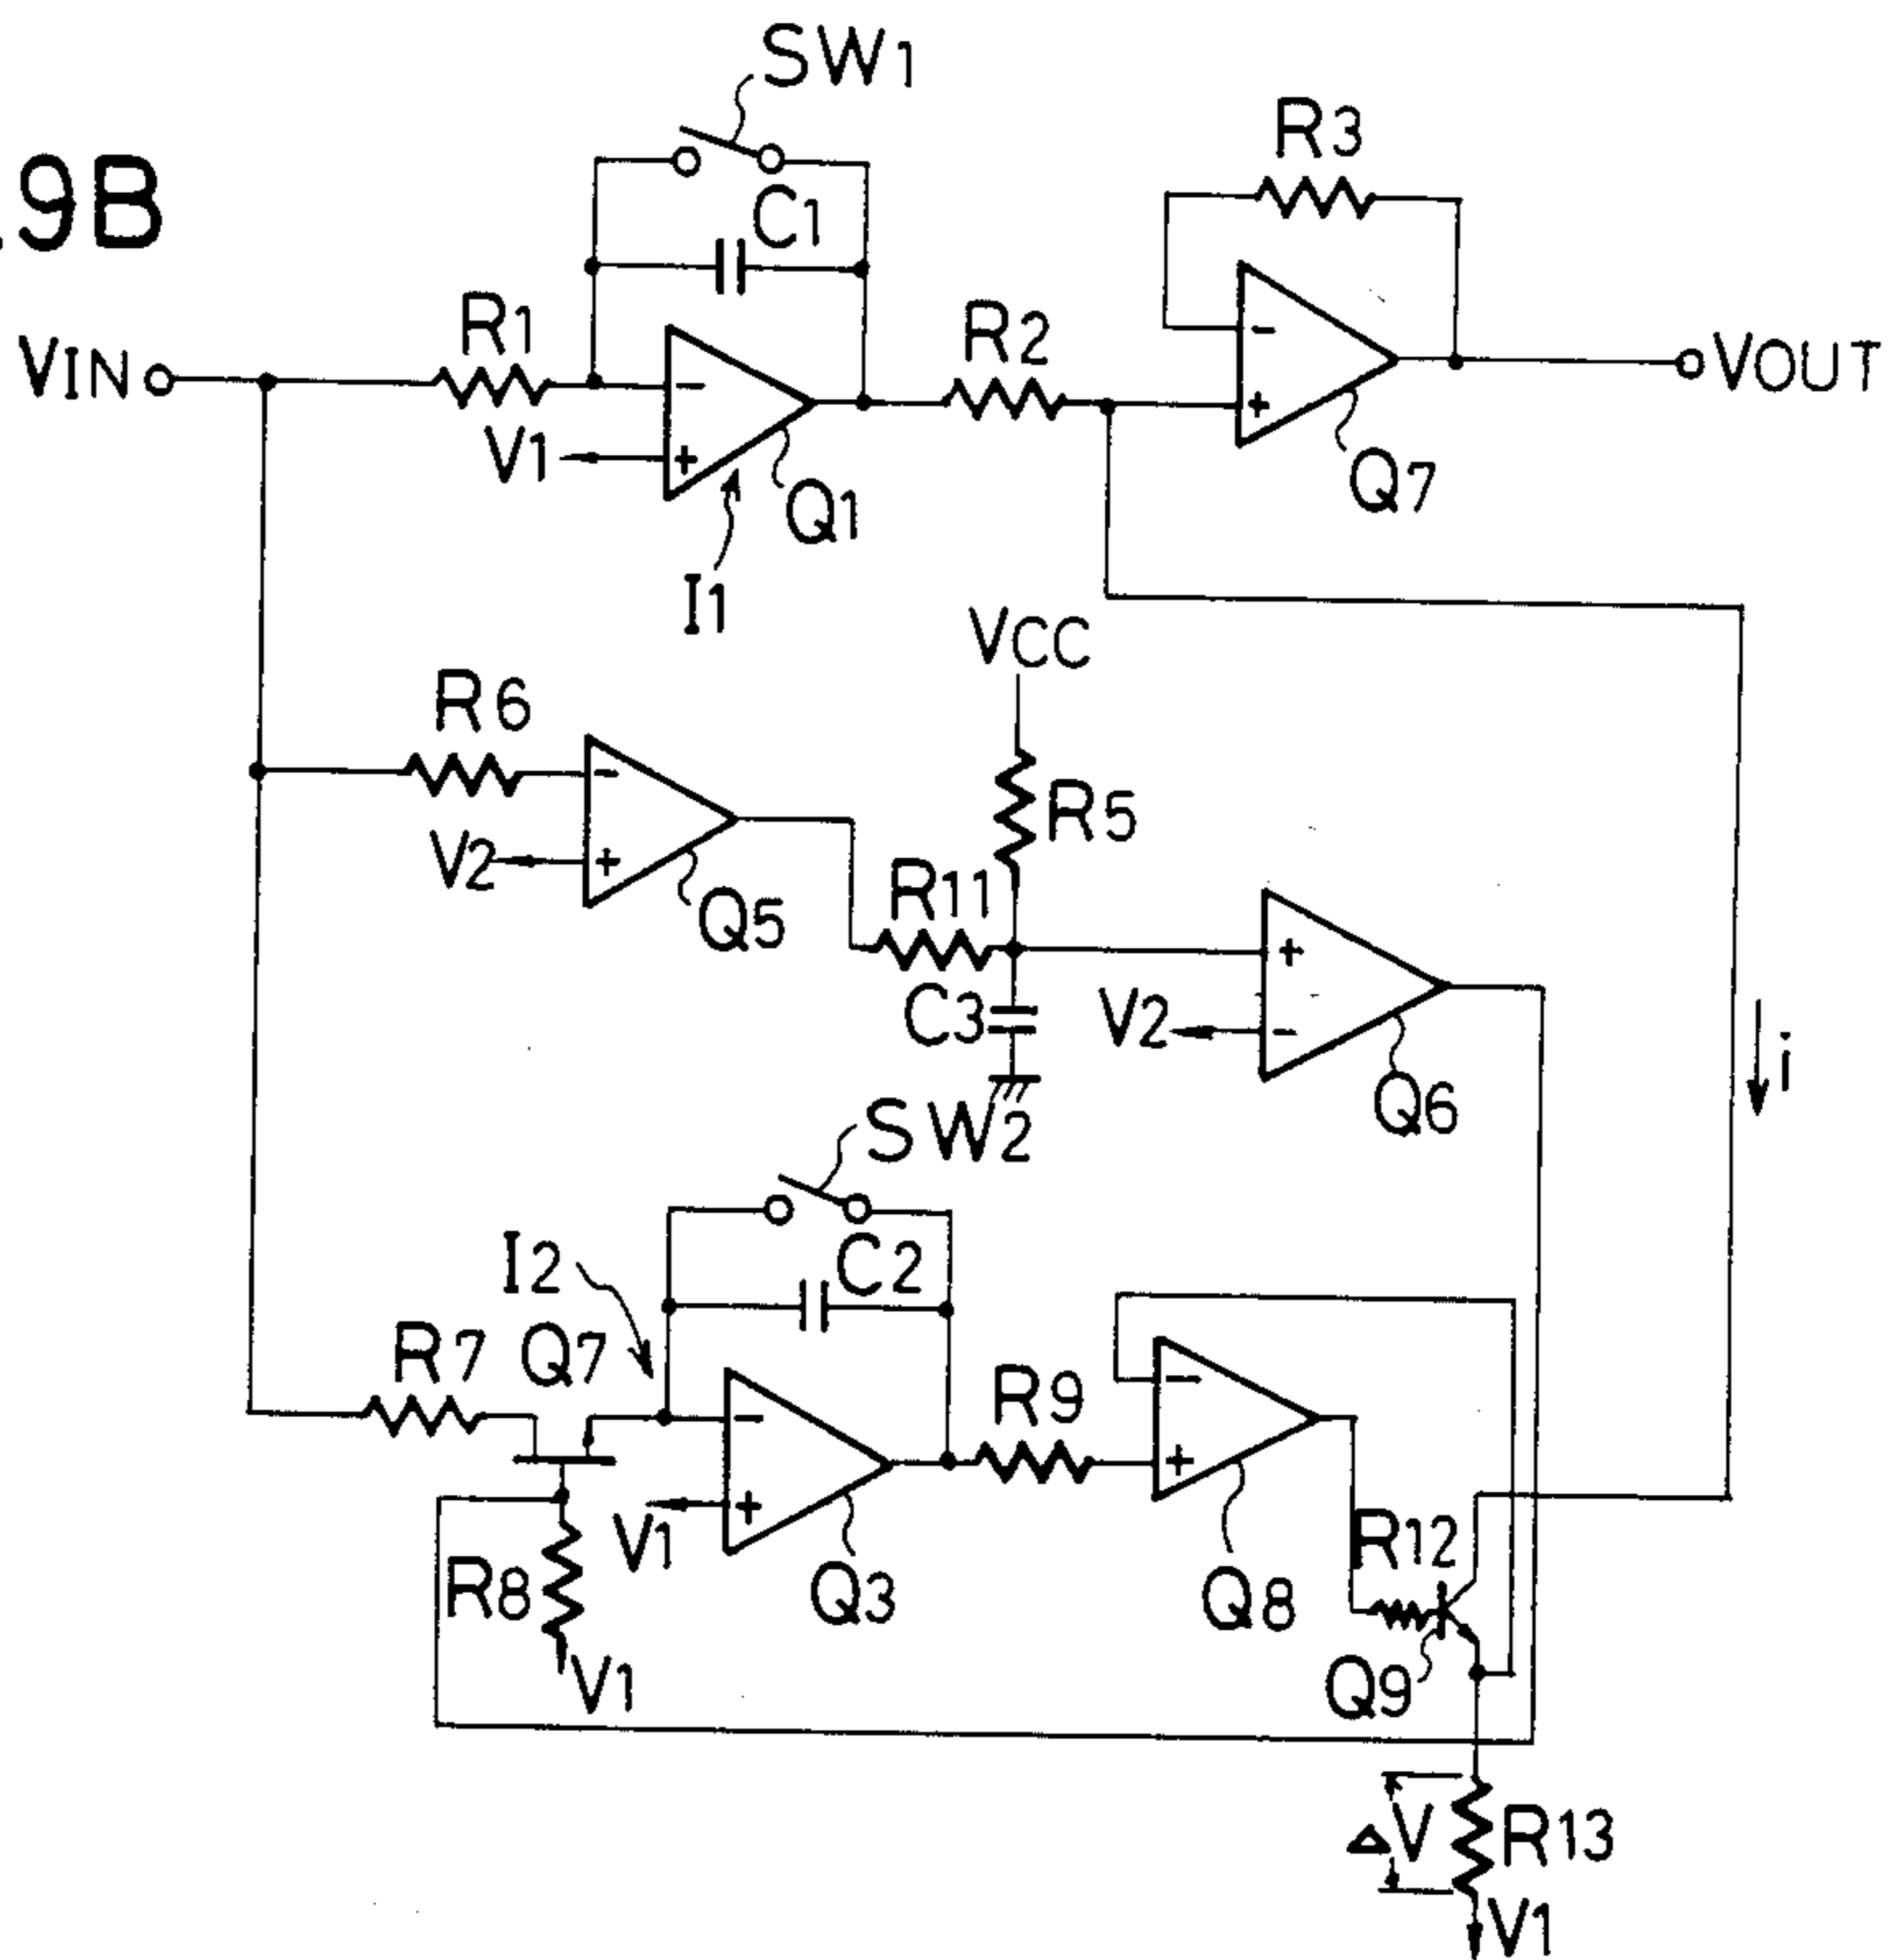 .9B
SW1
R3
C1
R1
R2
VIN
VOUT
V1
Q1
Q7
I1
VCC
R6
R5
V2
R11
Q5
C3
V2
Q6
i
SW2
I2
C2
R7
Q7
R9
V1
R8
Q3
Q8
R12
V1
Q9
ΔV
R13
V1